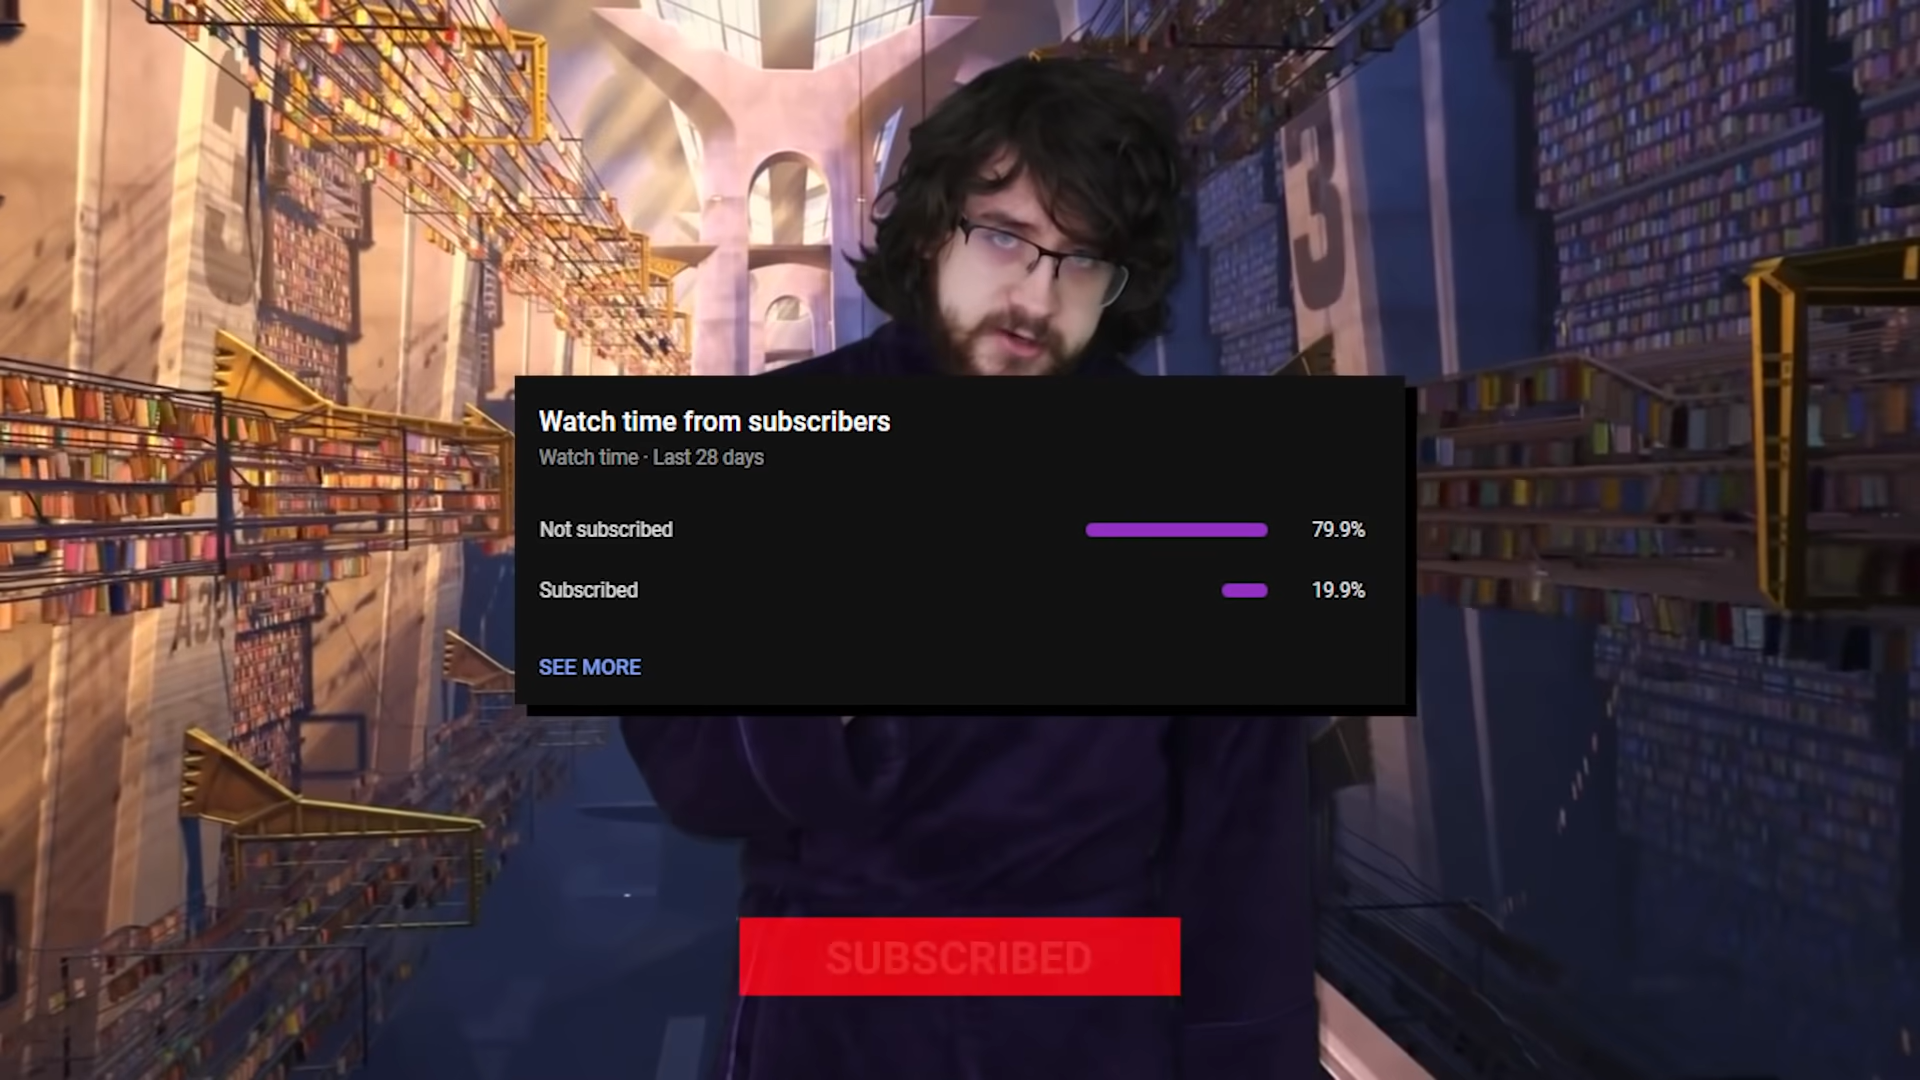 3
Watch time from subscribers
Watch time · Last 28 days
Not subscribed 79.9%
Subscribed 19.9%
SEE MORE
SUBSCRIBED